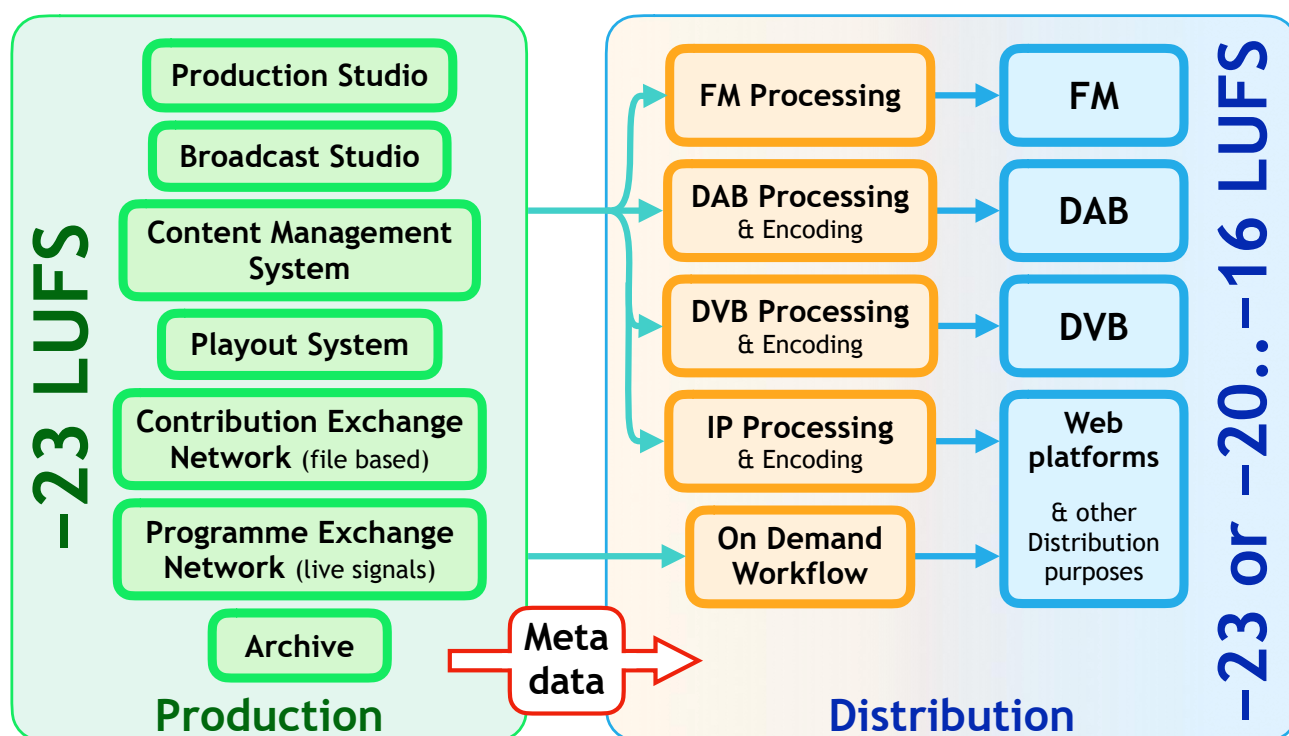 −23 LUFS
Production Studio
Broadcast Studio
Content Management
System
Playout System
Contribution Exchange
Network (file based)
Programme Exchange
Network (live signals)
Archive
Production
Meta
data
FM Processing
DAB Processing
& Encoding
DVB Processing
& Encoding
IP Processing
& Encoding
On Demand
Workflow
FM
DAB
DVB
Web
platforms
& other
Distribution
purposes
Distribution
−23 or −20..−16 LUFS